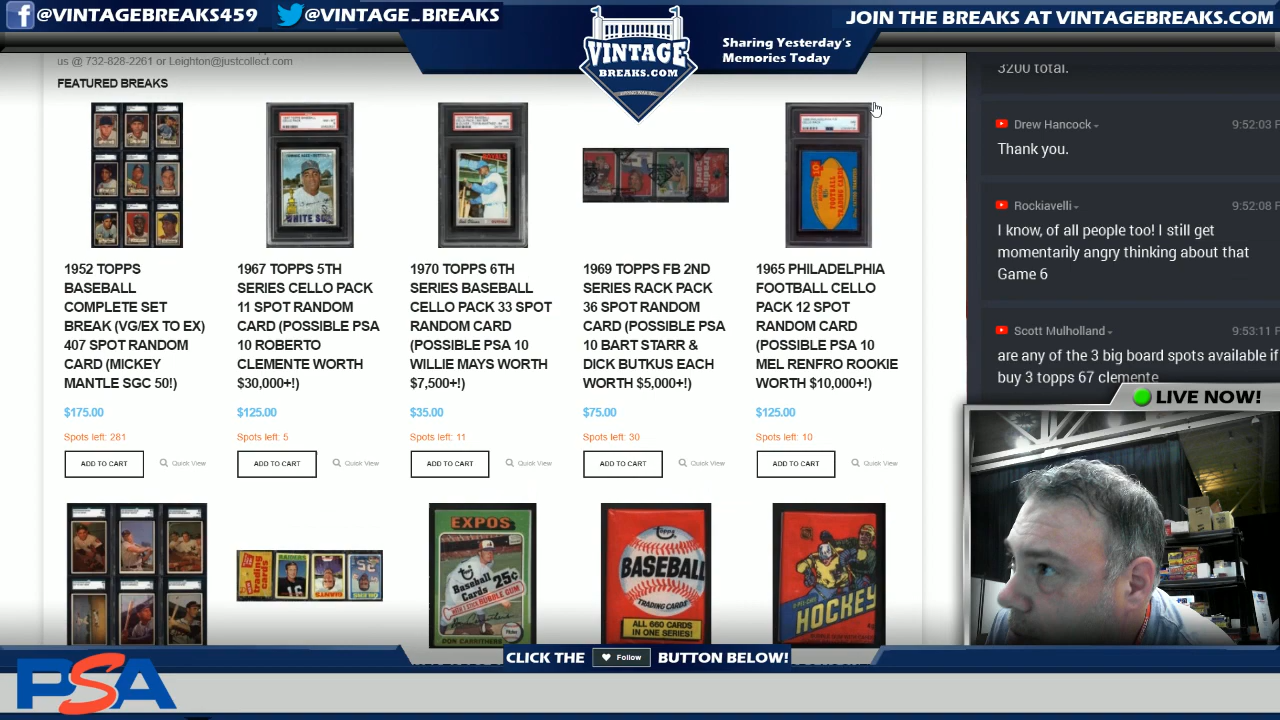 @VINTAGEBREAKS459
@VINTAGE_BREAKS
JOIN THE BREAKS AT VINTAGEBREAKS.COM
VINTAGE
BREAKS.COM
Sharing Yesterday's
Memories Today
us @ 732-828-2261 or Leighton@justcollect.com
FEATURED BREAKS
1952 TOPPS
BASEBALL
COMPLETE SET
BREAK (VG/EX TO EX)
407 SPOT RANDOM
CARD (MICKEY
MANTLE SGC 50!)
$175.00
Spots left: 281
ADD TO CART
Quick View
1967 TOPPS 5TH
SERIES CELLO PACK
11 SPOT RANDOM
CARD (POSSIBLE PSA
10 ROBERTO
CLEMENTE WORTH
$30,000+!)
$125.00
Spots left: 5
ADD TO CART
Quick View
1970 TOPPS 6TH
SERIES BASEBALL
CELLO PACK 33 SPOT
RANDOM CARD
(POSSIBLE PSA 10
WILLIE MAYS WORTH
$7,500+!)
$35.00
Spots left: 11
ADD TO CART
Quick View
1969 TOPPS FB 2ND
SERIES RACK PACK
36 SPOT RANDOM
CARD (POSSIBLE PSA
10 BART STARR &
DICK BUTKUS EACH
WORTH $5,000+!)
$75.00
Spots left: 30
ADD TO CART
Quick View
1965 PHILADELPHIA
FOOTBALL CELLO
PACK 12 SPOT
RANDOM CARD
(POSSIBLE PSA 10
MEL RENFRO ROOKIE
WORTH $10,000+!)
$125.00
Spots left: 10
ADD TO CART
Quick View
WHITE SOX
trading
cards
RAIDERS
GIANTS
EXPOS
Baseball
Cards 25¢
DON CARRITHERS
Topps
BASEBALL
TRADING CARDS
ALL 660 CARDS
IN ONE SERIES!
HOCKEY
3200 total.
Drew Hancock
9:52:03
Thank you.
Rockiavelli
9:52:08
I know, of all people too! I still get
momentarily angry thinking about that
Game 6
Scott Mulholland
9:53:11
are any of the 3 big board spots available if
buy 3 topps 67 clemente
LIVE NOW!
PSA
CLICK THE
Follow
BUTTON BELOW!